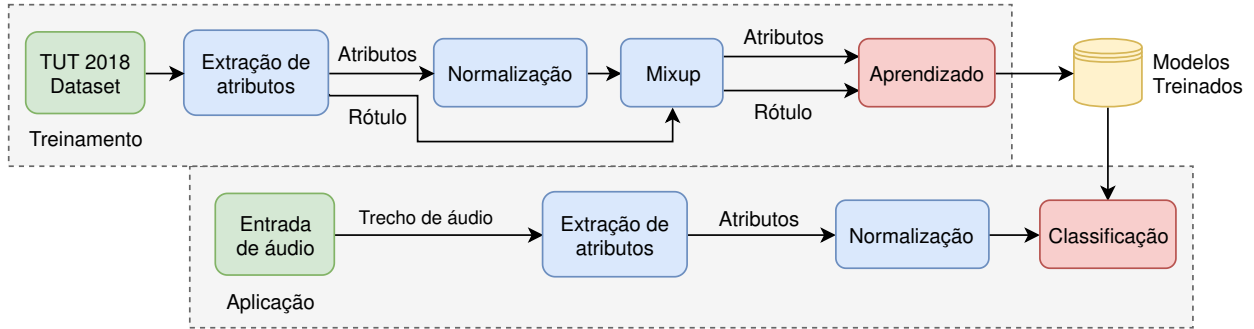 TUT 2018
Dataset
Extração de
atributos
Atributos
Rótulo
Normalização
Mixup
Atributos
Rótulo
Aprendizado
Modelos
Treinados
Treinamento
Entrada
de áudio
Trecho de áudio
Extração de
atributos
Atributos
Normalização
Classificação
Aplicação